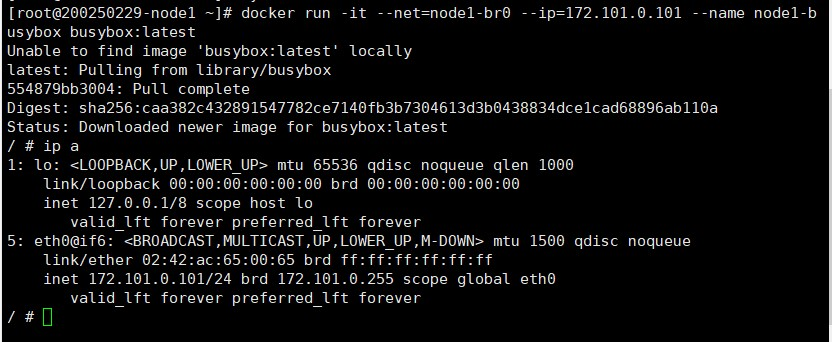 [root@200250229-node1 ~]# docker run -it --net=node1-br0 --ip=172.101.0.101 --name node1-b
usybox busybox:latest
Unable to find image 'busybox:latest' locally
latest: Pulling from library/busybox
554879bb3004: Pull complete
Digest: sha256:caa382c432891547782ce7140fb3b7304613d3b0438834dce1cad68896ab110a
Status: Downloaded newer image for busybox:latest
/ # ip a
1: lo: <LOOPBACK,UP,LOWER_UP> mtu 65536 qdisc noqueue qlen 1000
    link/loopback 00:00:00:00:00:00 brd 00:00:00:00:00:00
    inet 127.0.0.1/8 scope host lo
       valid_lft forever preferred_lft forever
5: eth0@if6: <BROADCAST,MULTICAST,UP,LOWER_UP,M-DOWN> mtu 1500 qdisc noqueue
    link/ether 02:42:ac:65:00:65 brd ff:ff:ff:ff:ff:ff
    inet 172.101.0.101/24 brd 172.101.0.255 scope global eth0
       valid_lft forever preferred_lft forever
/ #